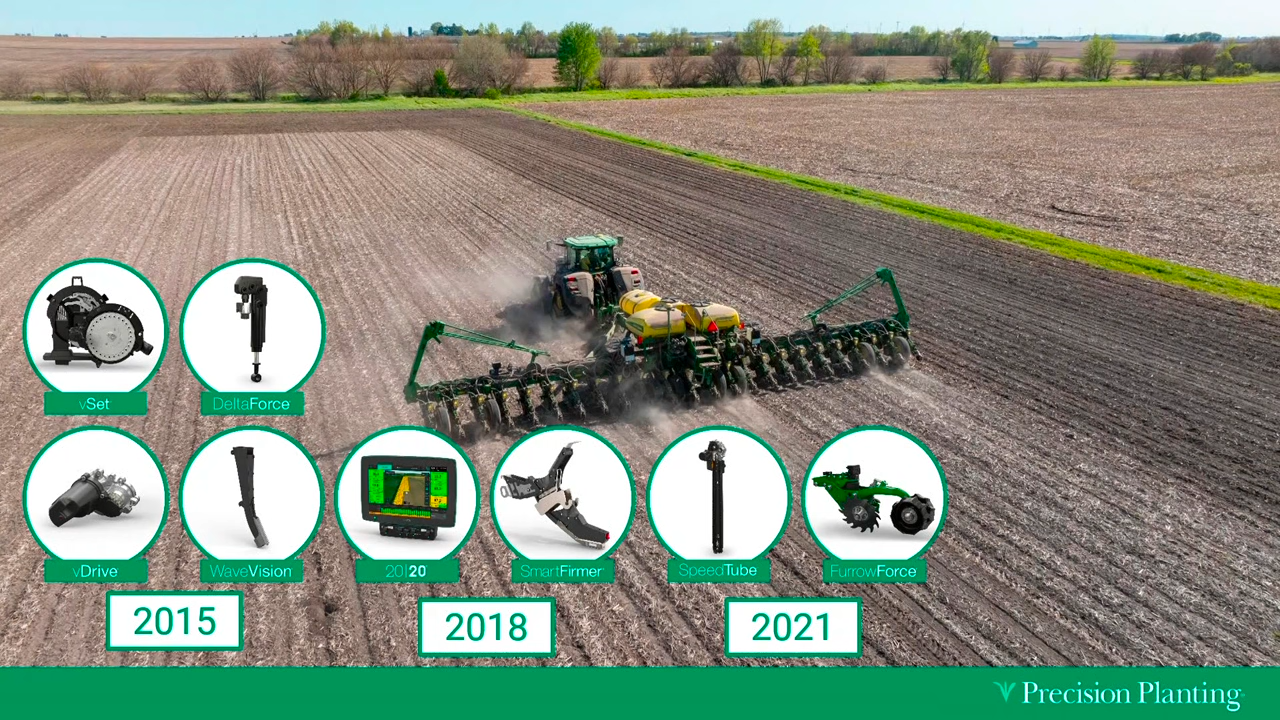 vSet
DeltaForce
vDrive
WaveVision
20|20
SmartFirmer
SpeedTube
FurrowForce
2015
2018
2021
Precision Planting